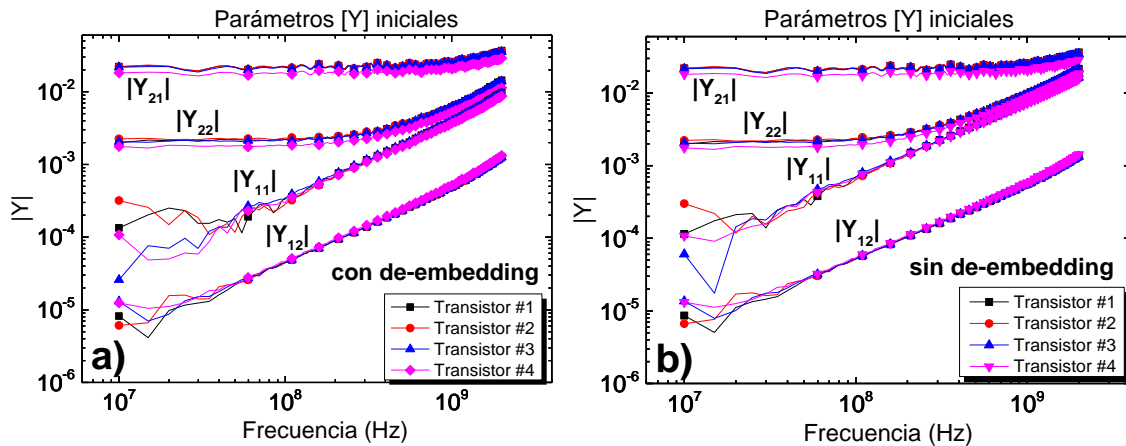 Parámetros [Y] iniciales
10⁻²
10⁻³
10⁻⁴
10⁻⁵
10⁻⁶
|Y|
|Y₂₁|
|Y₂₂|
|Y₁₁|
|Y₁₂|
con de-embedding
Transistor #1
Transistor #2
Transistor #3
Transistor #4
a)
10⁷
10⁸
10⁹
Frecuencia (Hz)
Parámetros [Y] iniciales
10⁻²
10⁻³
10⁻⁴
10⁻⁵
10⁻⁶
|Y|
|Y₂₁|
|Y₂₂|
|Y₁₁|
|Y₁₂|
sin de-embedding
Transistor #1
Transistor #2
Transistor #3
Transistor #4
b)
10⁷
10⁸
10⁹
Frecuencia (Hz)